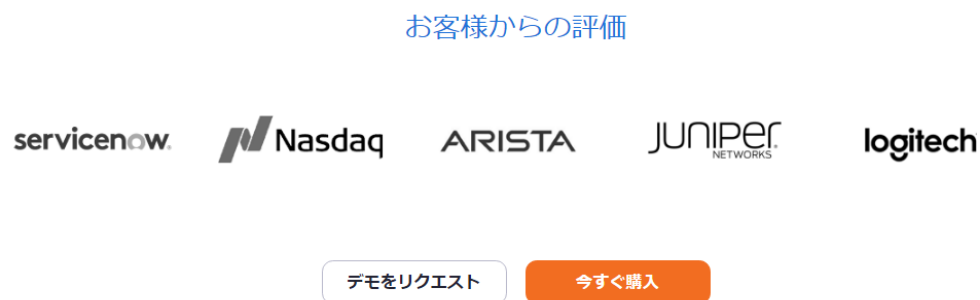 お客様からの評価
servicenow.
Nasdaq
ARISTA
JUNIPER
NETWORKS
logitech
デモをリクエスト
今すぐ購入